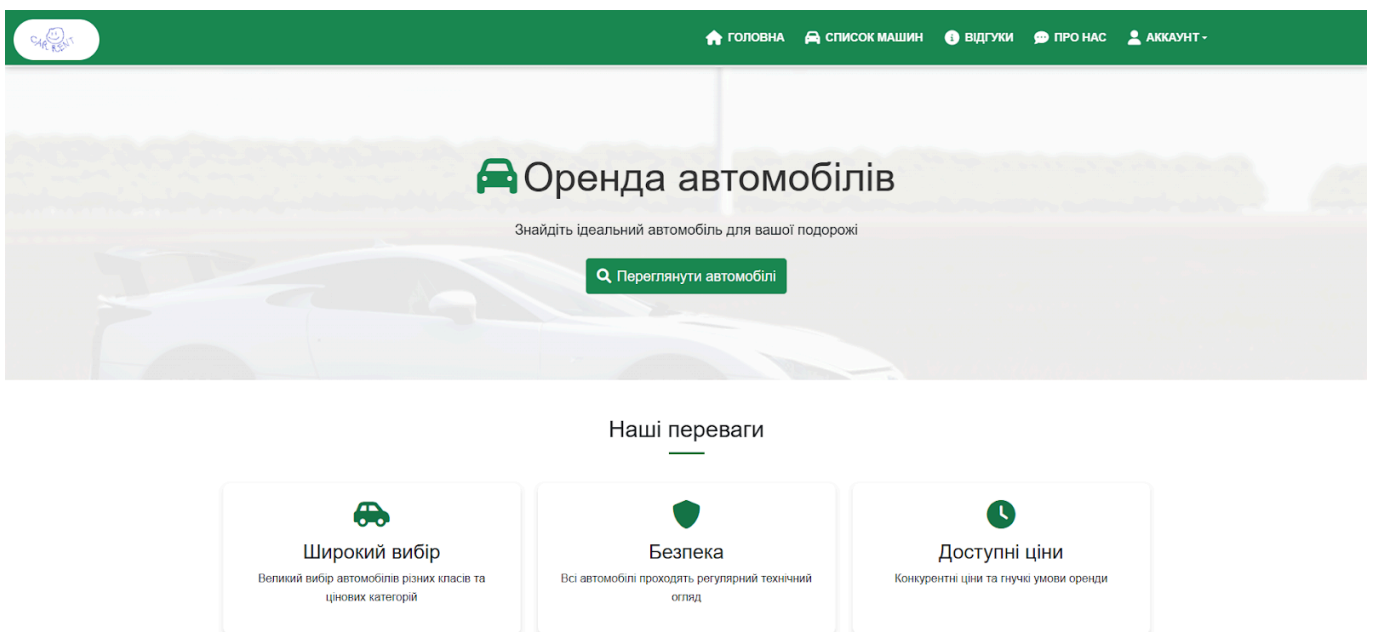 CAR RENT
ГОЛОВНА СПИСОК МАШИН ВІДГУКИ ПРО НАС АККАУНТ
Оренда автомобілів
Знайдіть ідеальний автомобіль для вашої подорожі
Переглянути автомобілі
Наші переваги
Широкий вибір
Великий вибір автомобілів різних класів та
цінових категорій
Безпека
Всі автомобілі проходять регулярний технічний
огляд
Доступні ціни
Конкурентні ціни та гнучкі умови оренди